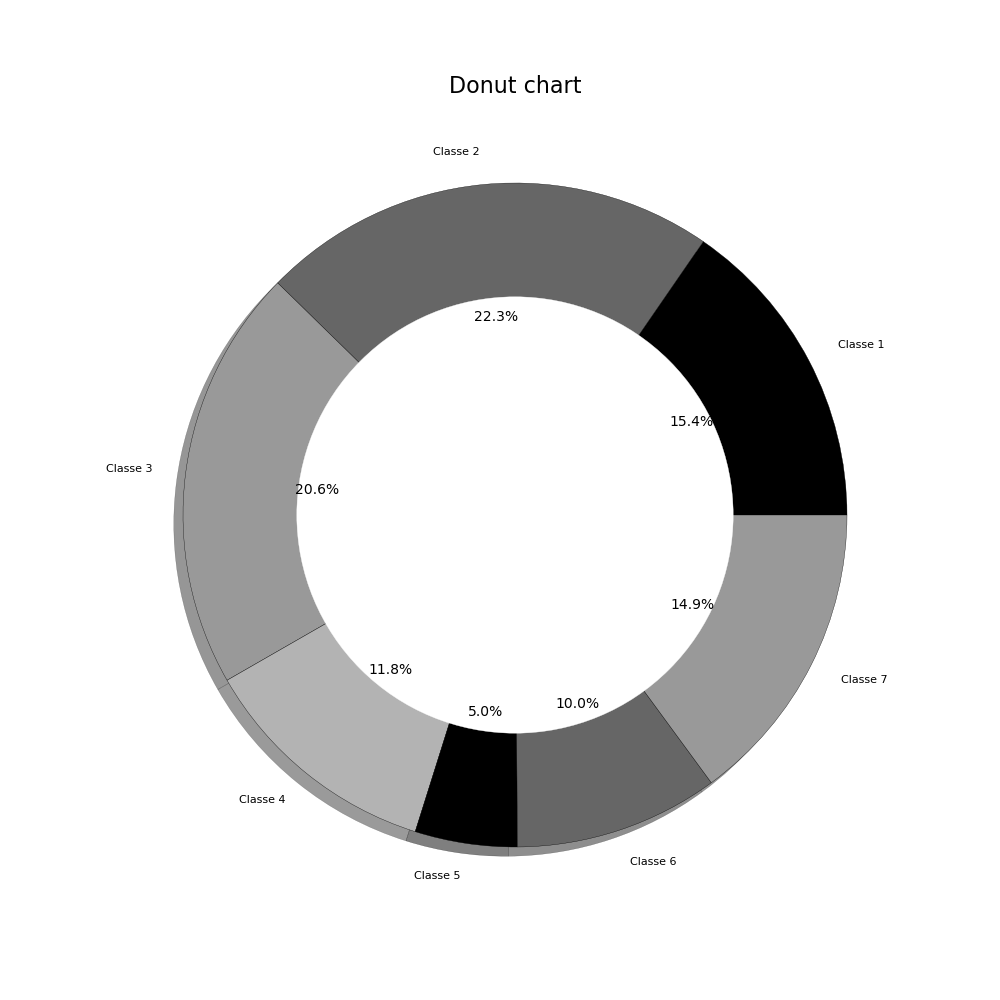 Donut chart
Classe 2
22.3%
Classe 1
15.4%
Classe 3
20.6%
14.9%
11.8%
Classe 7
10.0%
5.0%
Classe 4
Classe 6
Classe 5